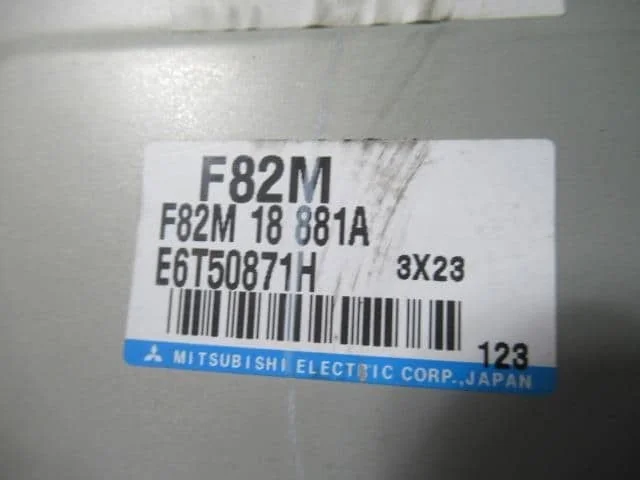 F82M
F82M 18 881A
E6T50871H 3X23
123
MITSUBISHI ELECTRIC CORP.,JAPAN